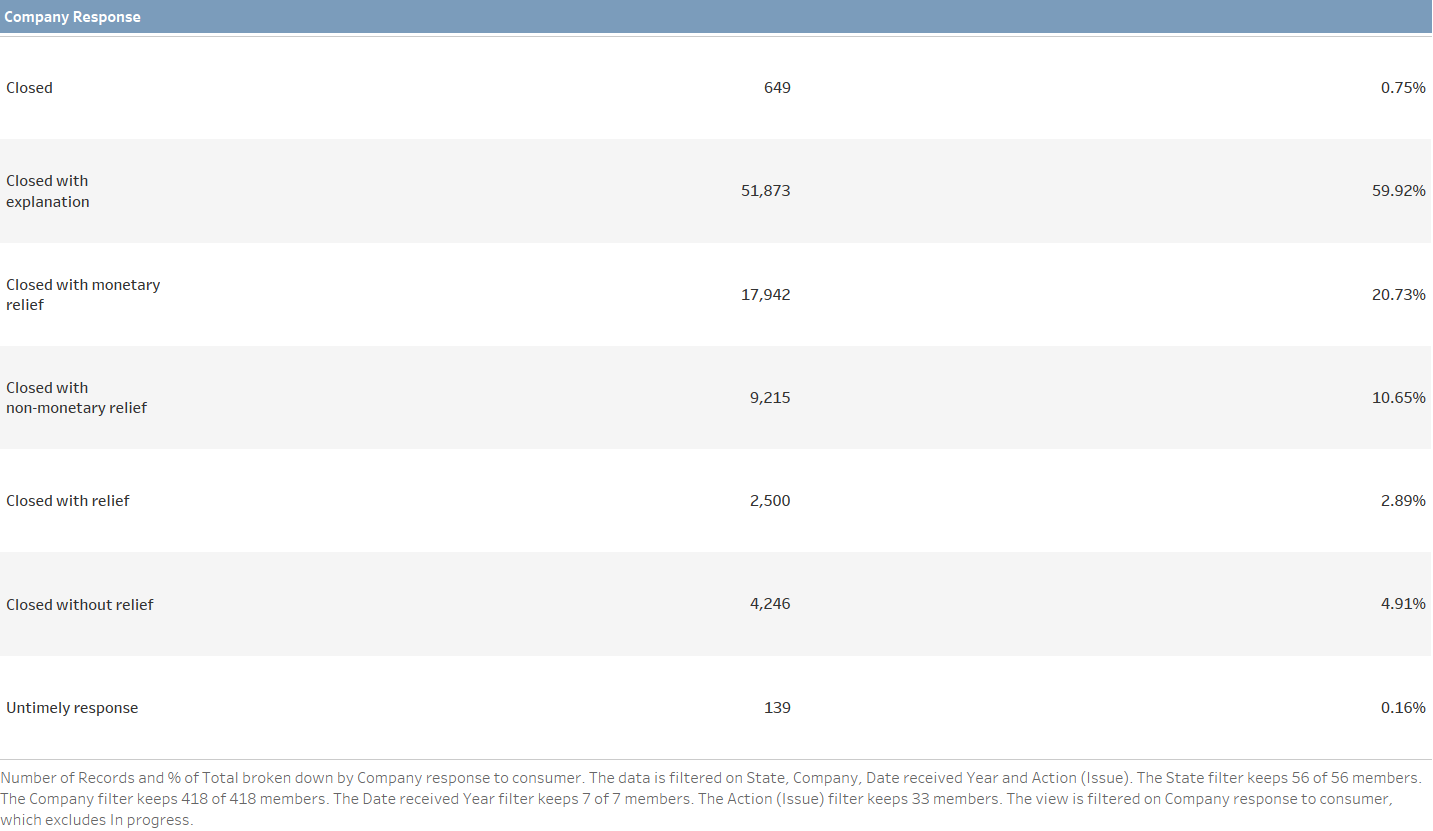 Company Response
Closed 649 0.75%
Closed with
explanation 51,873 59.92%
Closed with monetary
relief 17,942 20.73%
Closed with
non-monetary relief 9,215 10.65%
Closed with relief 2,500 2.89%
Closed without relief 4,246 4.91%
Untimely response 139 0.16%
Number of Records and % of Total broken down by Company response to consumer. The data is filtered on State, Company, Date received Year and Action (Issue). The State filter keeps 56 of 56 members.
The Company filter keeps 418 of 418 members. The Date received Year filter keeps 7 of 7 members. The Action (Issue) filter keeps 33 members. The view is filtered on Company response to consumer,
which excludes In progress.